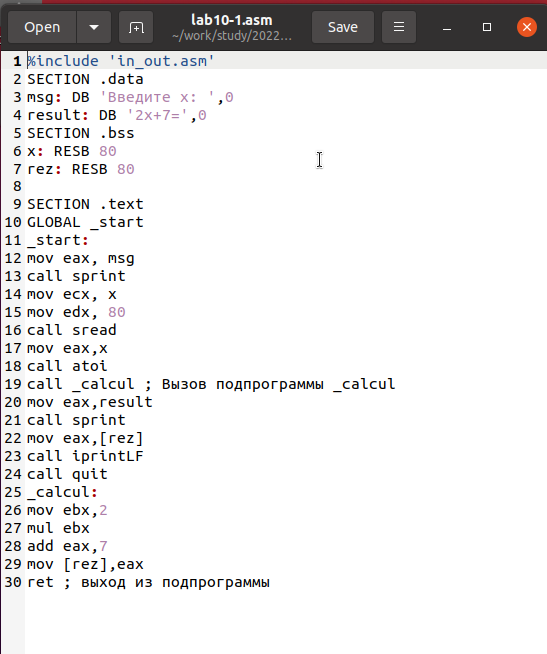 Open
lab10-1.asm
~/work/study/2022…
Save
1 %include 'in_out.asm'
2 SECTION .data
3 msg: DB 'Введите x: ',0
4 result: DB '2x+7=',0
5 SECTION .bss
6 x: RESB 80
7 rez: RESB 80
8
9 SECTION .text
10 GLOBAL _start
11 _start:
12 mov eax, msg
13 call sprint
14 mov ecx, x
15 mov edx, 80
16 call sread
17 mov eax,x
18 call atoi
19 call _calcul ; Вызов подпрограммы _calcul
20 mov eax,result
21 call sprint
22 mov eax,[rez]
23 call iprintLF
24 call quit
25 _calcul:
26 mov ebx,2
27 mul ebx
28 add eax,7
29 mov [rez],eax
30 ret ; выход из подпрограммы